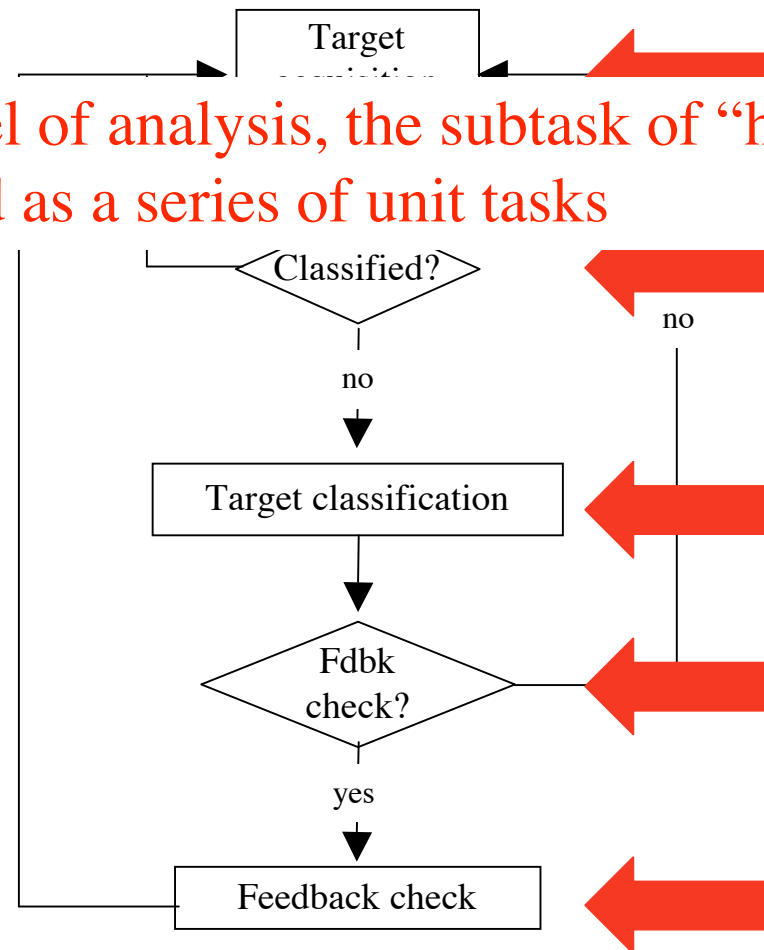 Target
acquisition
el of analysis, the subtask of “h
d as a series of unit tasks
Classified?
no
no
Target classification
Fdbk
check?
yes
Feedback check